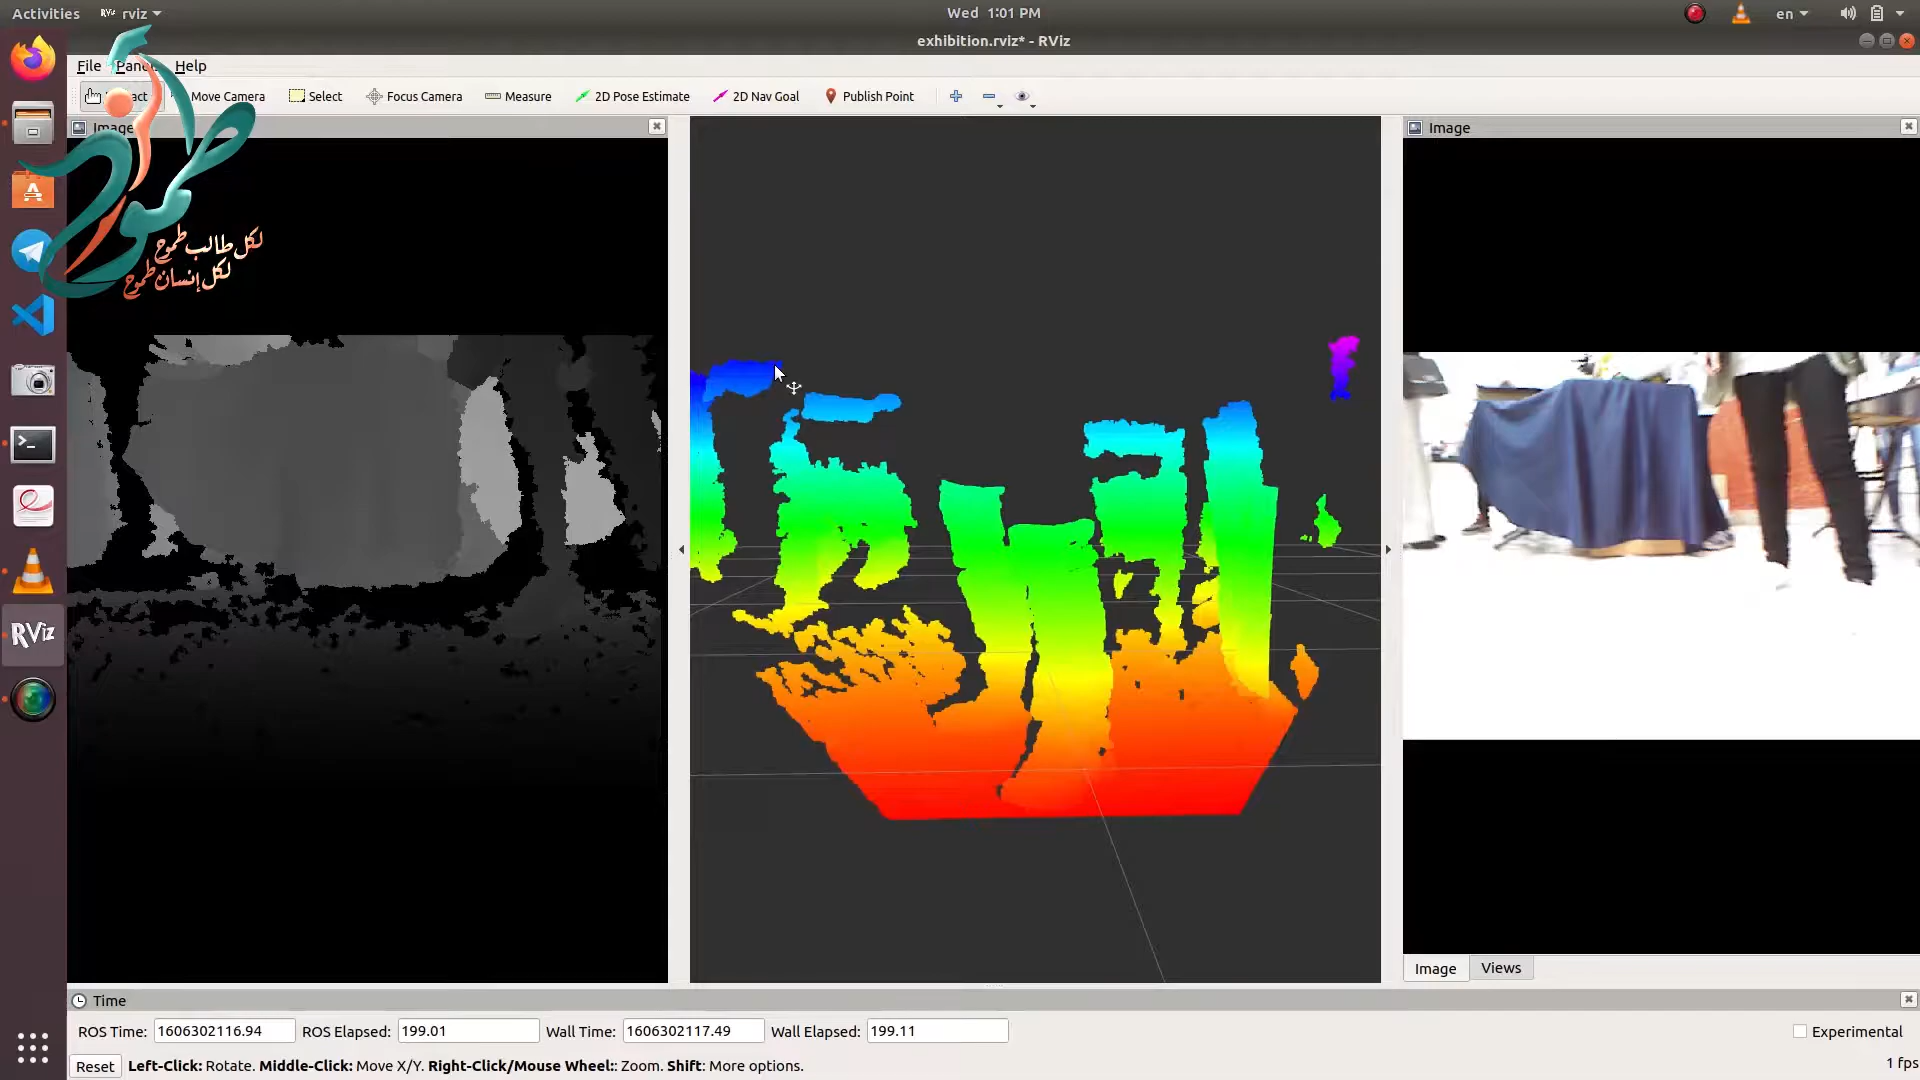 Activities
rviz
Wed 1:01 PM
en
exhibition.rviz* - RViz
File
Help
Move Camera
Select
Focus Camera
Measure
2D Pose Estimate
2D Nav Goal
Publish Point
Image
Image
طموح
لكل طالب طموح
لكل إنسان طموح
RViz
Image
Views
Time
ROS Time: 1606302116.94
ROS Elapsed: 199.01
Wall Time: 1606302117.49
Wall Elapsed: 199.11
Experimental
Reset
Left-Click: Rotate. Middle-Click: Move X/Y. Right-Click/Mouse Wheel:: Zoom. Shift: More options.
1 fps